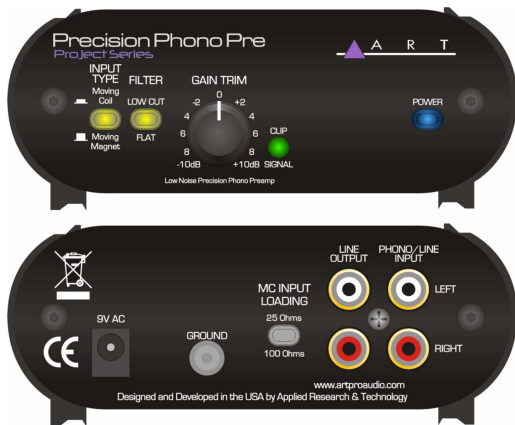 Precision Phono Pre
Project Series
A R T
INPUT TYPE
Moving Coil
Moving Magnet
FILTER
LOW CUT
FLAT
GAIN TRIM
0
-2 +2
4 4
6 6
8 8
-10dB +10dB
CLIP
SIGNAL
POWER
Low Noise Precision Phono Preamp
LINE OUTPUT
PHONO/LINE INPUT
LEFT
RIGHT
MC INPUT LOADING
25 Ohms
100 Ohms
9V AC
GROUND
CE
www.artproaudio.com
Designed and Developed in the USA by Applied Research & Technology